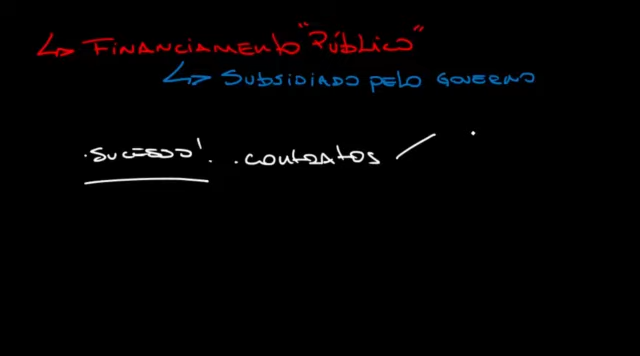 ↳ Financiamento "Público"
↳ Subsidiado pelo governo
.sucesso'. .contratos /